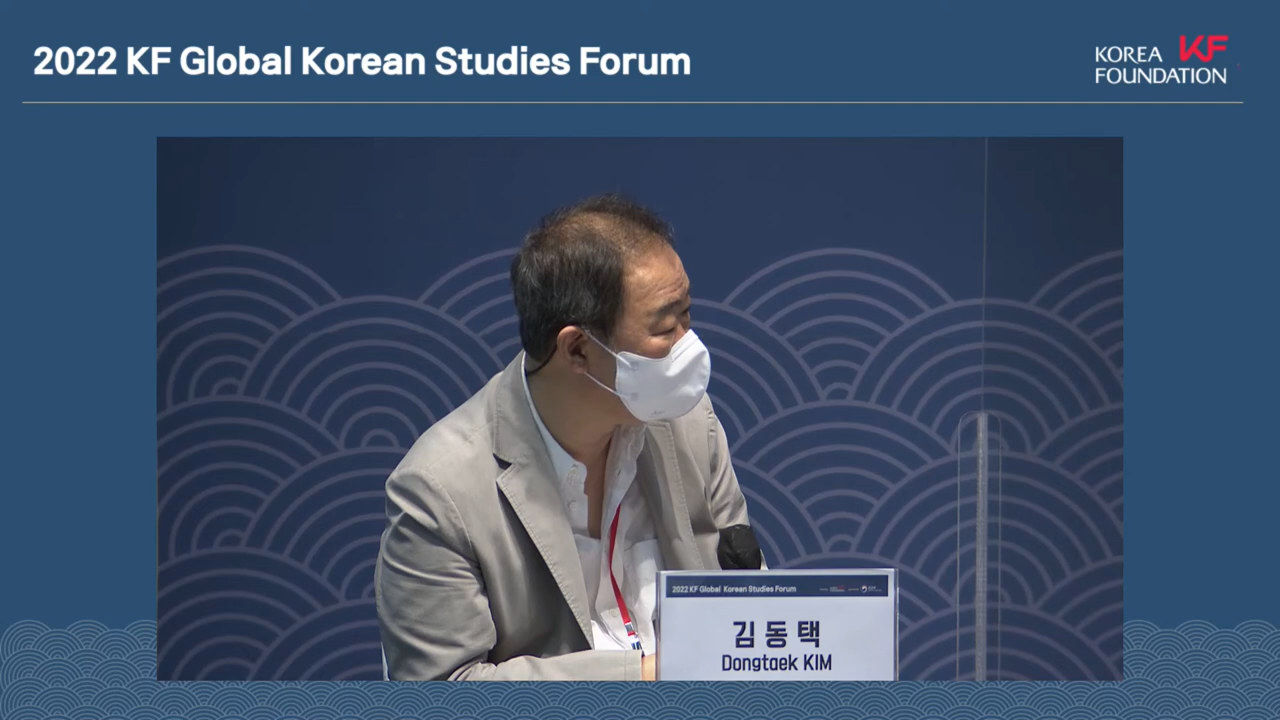 2022 KF Global Korean Studies Forum
KOREA KF
FOUNDATION
2022 KF Global Korean Studies Forum
김동택
Dongtaek KIM